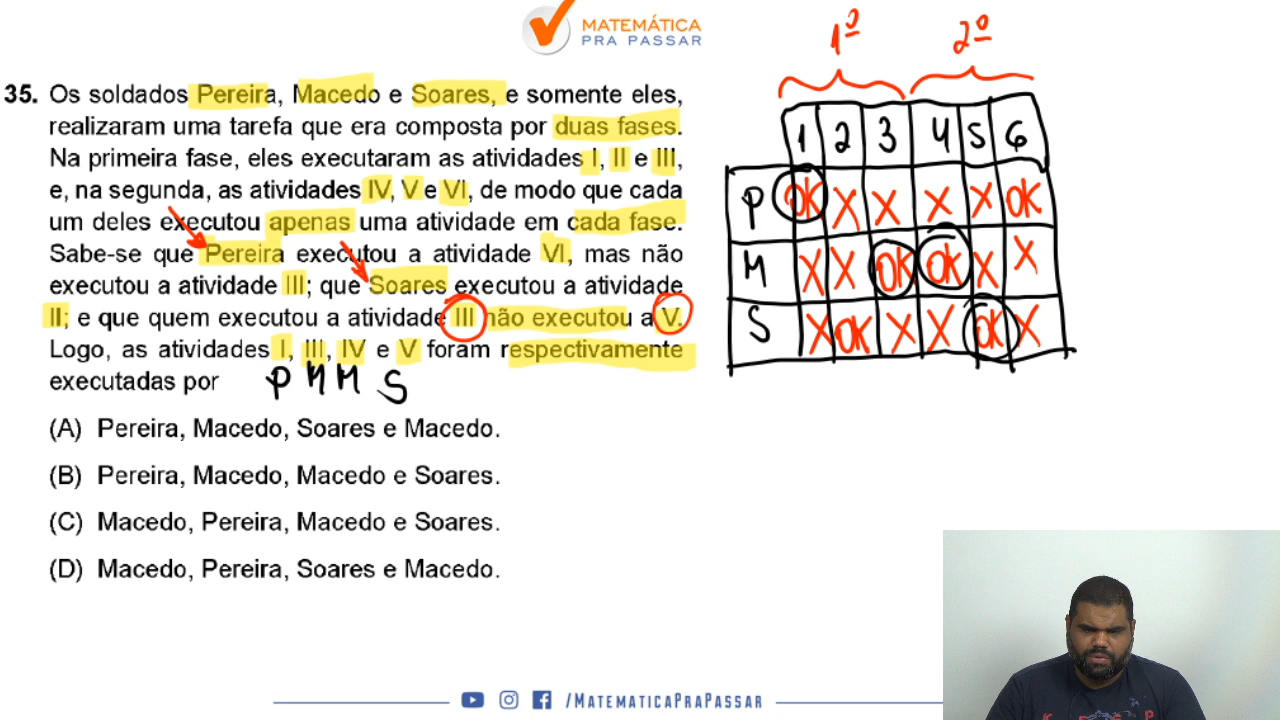 MATEMÁTICA
PRA PASSAR
1º 2º
35. Os soldados Pereira, Macedo e Soares, e somente eles,
realizaram uma tarefa que era composta por duas fases.
Na primeira fase, eles executaram as atividades I, II e III,
e, na segunda, as atividades IV, V e VI, de modo que cada
um deles executou apenas uma atividade em cada fase.
Sabe-se que Pereira executou a atividade VI, mas não
executou a atividade III; que Soares executou a atividade
II; e que quem executou a atividade III não executou a V.
Logo, as atividades I, III, IV e V foram respectivamente
executadas por
P M M S
(A) Pereira, Macedo, Soares e Macedo.
(B) Pereira, Macedo, Macedo e Soares.
(C) Macedo, Pereira, Macedo e Soares.
(D) Macedo, Pereira, Soares e Macedo.
1 2 3 4 5 6
P OK X X X X OK
M X X OK OK X X
S X OK X X OK X
/MatematicaPraPassar